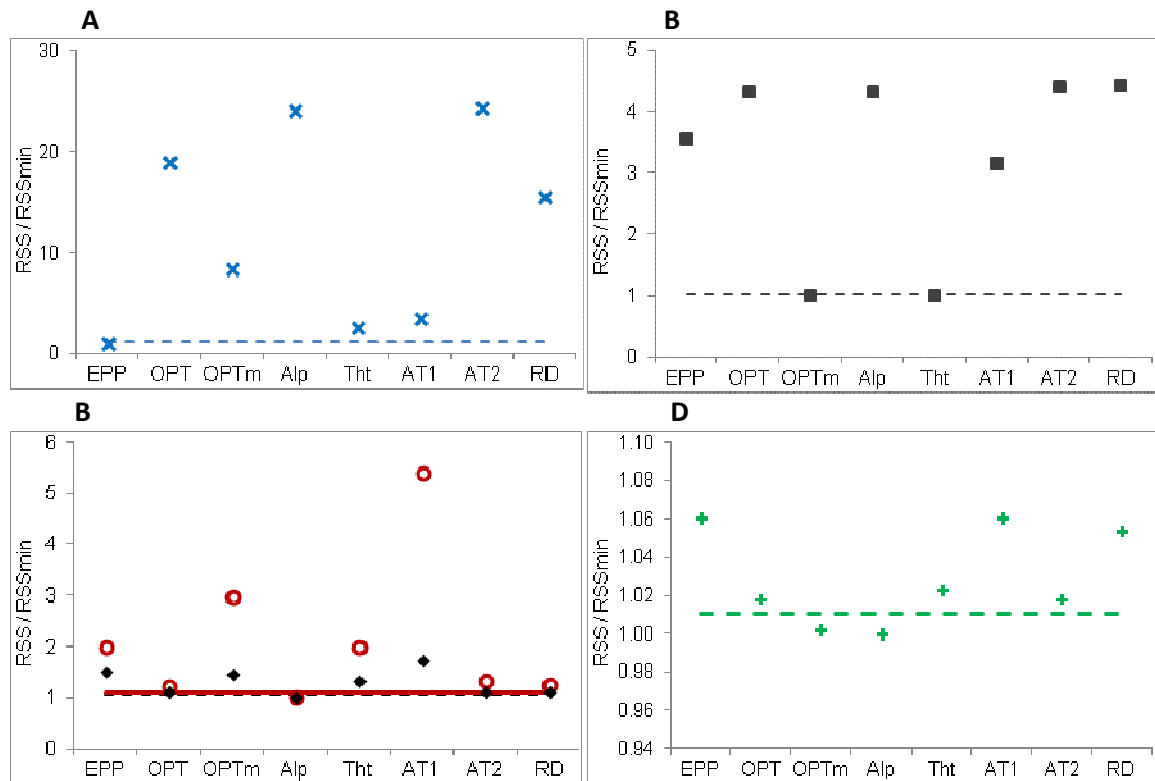 A
RSS / RSSmin
30
20
10
0
EPP OPT OPTm Alp Tht AT1 AT2 RD
B
RSS / RSSmin
5
4
3
2
1
0
EPP OPT OPTm Alp Tht AT1 AT2 RD
B
RSS / RSSmin
6
5
4
3
2
1
0
EPP OPT OPTm Alp Tht AT1 AT2 RD
D
RSS / RSSmin
1.10
1.08
1.06
1.04
1.02
1.00
0.98
0.96
0.94
EPP OPT OPTm Alp Tht AT1 AT2 RD